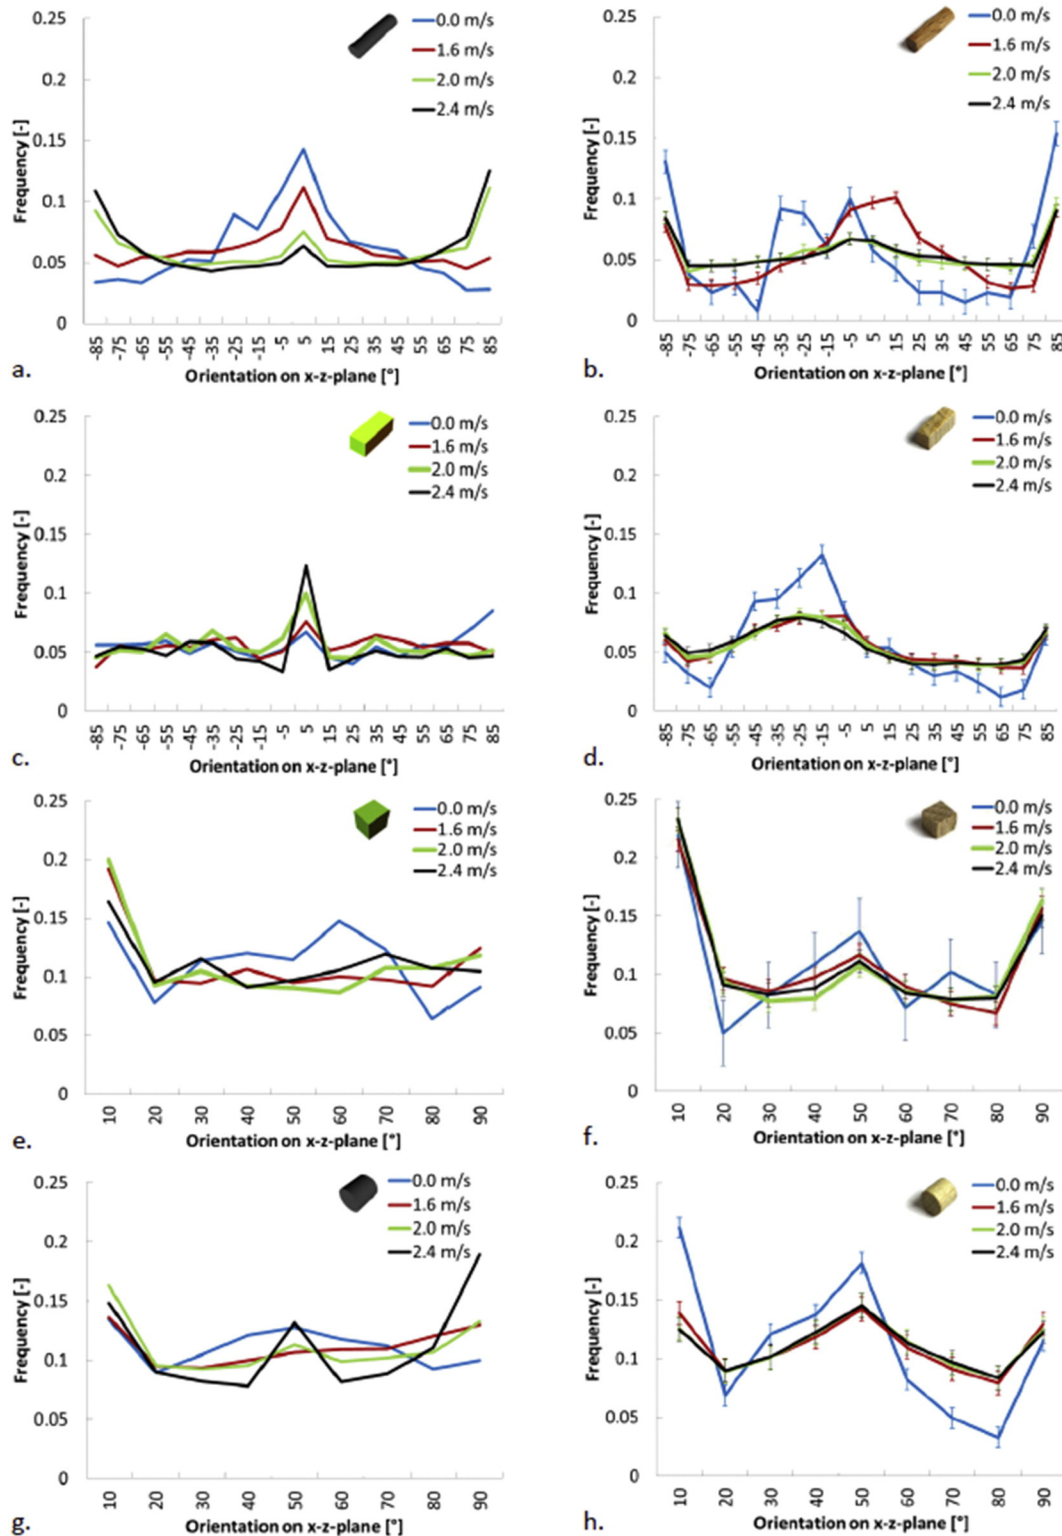 0.25
0.2
0.15
0.1
0.05
0
Frequency [-]
0.0 m/s
1.6 m/s
2.0 m/s
2.4 m/s
-85 -75 -65 -55 -45 -35 -25 -15 -5 5 15 25 35 45 55 65 75 85
Orientation on x-z-plane [°]
a.
0.25
0.2
0.15
0.1
0.05
0
Frequency [-]
0.0 m/s
1.6 m/s
2.0 m/s
2.4 m/s
-85 -75 -65 -55 -45 -35 -25 -15 -5 5 15 25 35 45 55 65 75 85
Orientation on x-z-plane [°]
b.
0.25
0.2
0.15
0.1
0.05
0
Frequency [-]
0.0 m/s
1.6 m/s
2.0 m/s
2.4 m/s
-85 -75 -65 -55 -45 -35 -25 -15 -5 5 15 25 35 45 55 65 75 85
Orientation on x-z-plane [°]
c.
0.25
0.2
0.15
0.1
0.05
0
Frequency [-]
0.0 m/s
1.6 m/s
2.0 m/s
2.4 m/s
-85 -75 -65 -55 -45 -35 -25 -15 -5 5 15 25 35 45 55 65 75 85
Orientation on x-z-plane [°]
d.
0.25
0.2
0.15
0.1
0.05
0
Frequency [-]
0.0 m/s
1.6 m/s
2.0 m/s
2.4 m/s
10 20 30 40 50 60 70 80 90
Orientation on x-z-plane [°]
e.
0.25
0.2
0.15
0.1
0.05
0
Frequency [-]
0.0 m/s
1.6 m/s
2.0 m/s
2.4 m/s
10 20 30 40 50 60 70 80 90
Orientation on x-z-plane [°]
f.
0.25
0.2
0.15
0.1
0.05
0
Frequency [-]
0.0 m/s
1.6 m/s
2.0 m/s
2.4 m/s
10 20 30 40 50 60 70 80 90
Orientation on x-z-plane [°]
g.
0.25
0.2
0.15
0.1
0.05
0
Frequency [-]
0.0 m/s
1.6 m/s
2.0 m/s
2.4 m/s
10 20 30 40 50 60 70 80 90
Orientation on x-z-plane [°]
h.